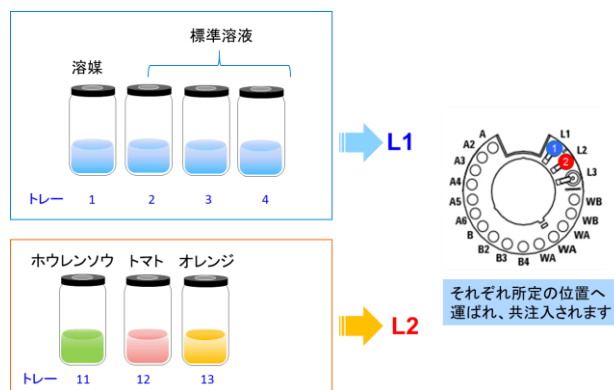 標準溶液
溶媒
トレー 1 2 3 4
L1
ホウレンソウ トマト オレンジ
トレー 11 12 13
L2
A L1
A2 1 L2
A3 2 L3
A4
A5 WB
A6 WB
B WA
B2 B3 B4 WA WA
それぞれ所定の位置へ
運ばれ、共注入されます